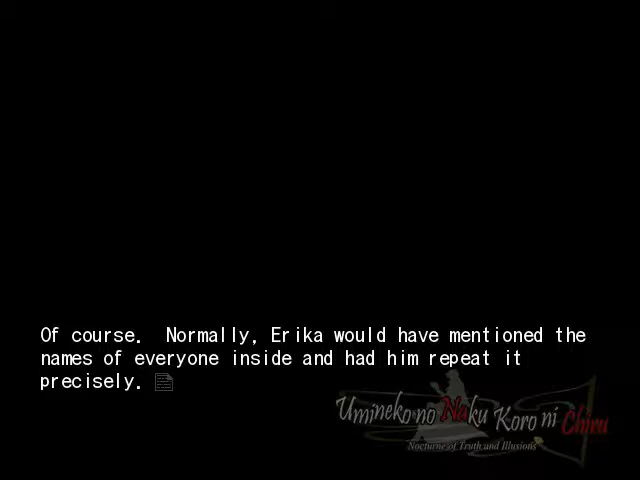 Of course.  Normally, Erika would have mentioned the
names of everyone inside and had him repeat it
precisely.
Umineko no Naku Koro ni Chiru
Nocturne of Truth and Illusions